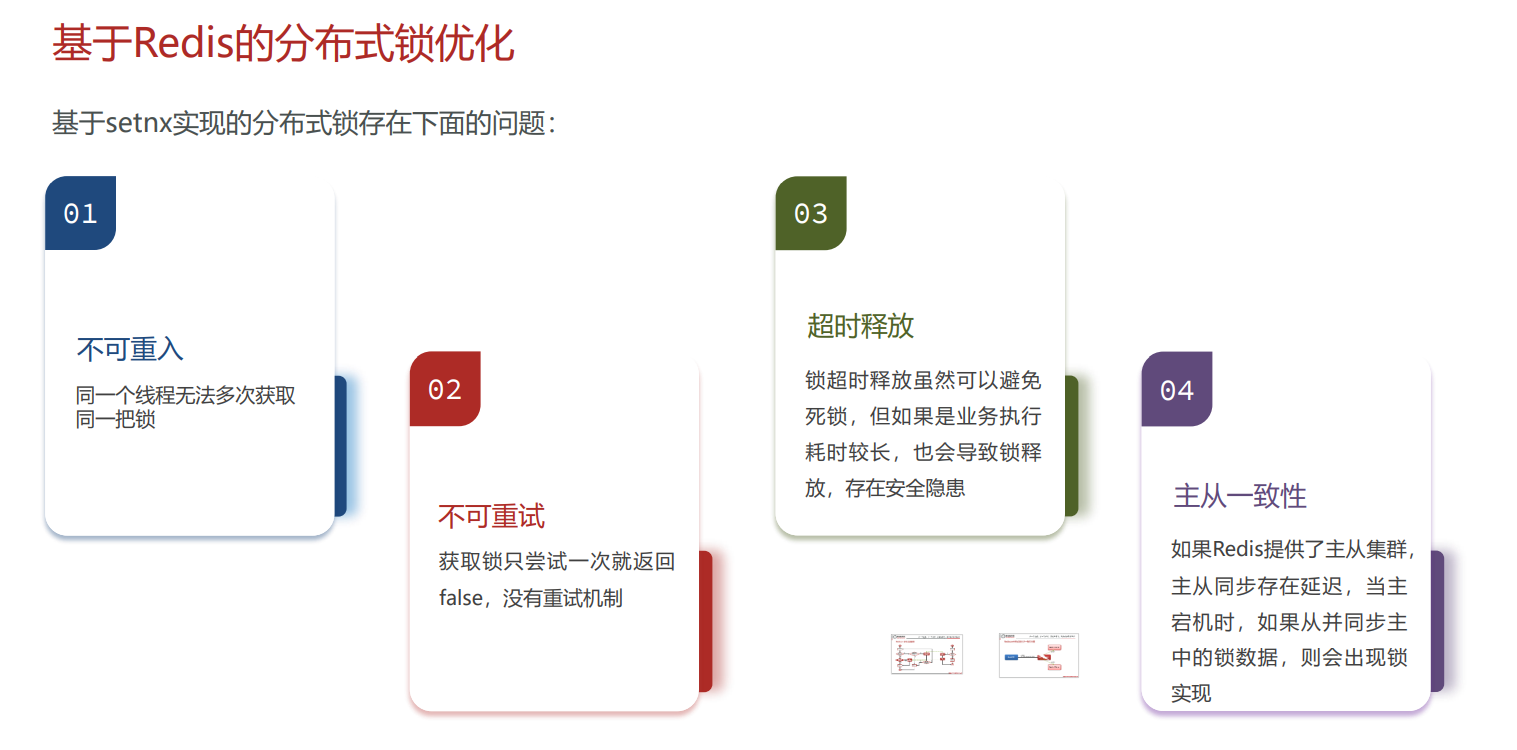 基于Redis的分布式锁优化
基于setnx实现的分布式锁存在下面的问题：
01
不可重入
同一个线程无法多次获取
同一把锁
02
不可重试
获取锁只尝试一次就返回
false，没有重试机制
03
超时释放
锁超时释放虽然可以避免
死锁，但如果是业务执行
耗时较长，也会导致锁释
放，存在安全隐患
04
主从一致性
如果Redis提供了主从集群，
主从同步存在延迟，当主
宕机时，如果从并同步主
中的锁数据，则会出现锁
实现